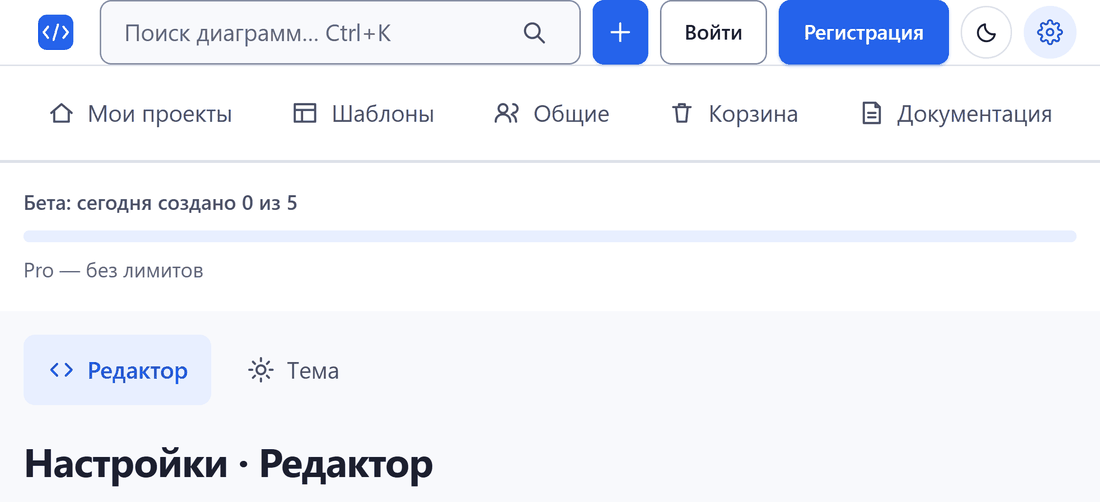 </> Поиск диаграмм... Ctrl+K + Войти Регистрация
Мои проекты Шаблоны Общие Корзина Документация
Бета: сегодня создано 0 из 5
Pro — без лимитов
Редактор Тема
Настройки · Редактор